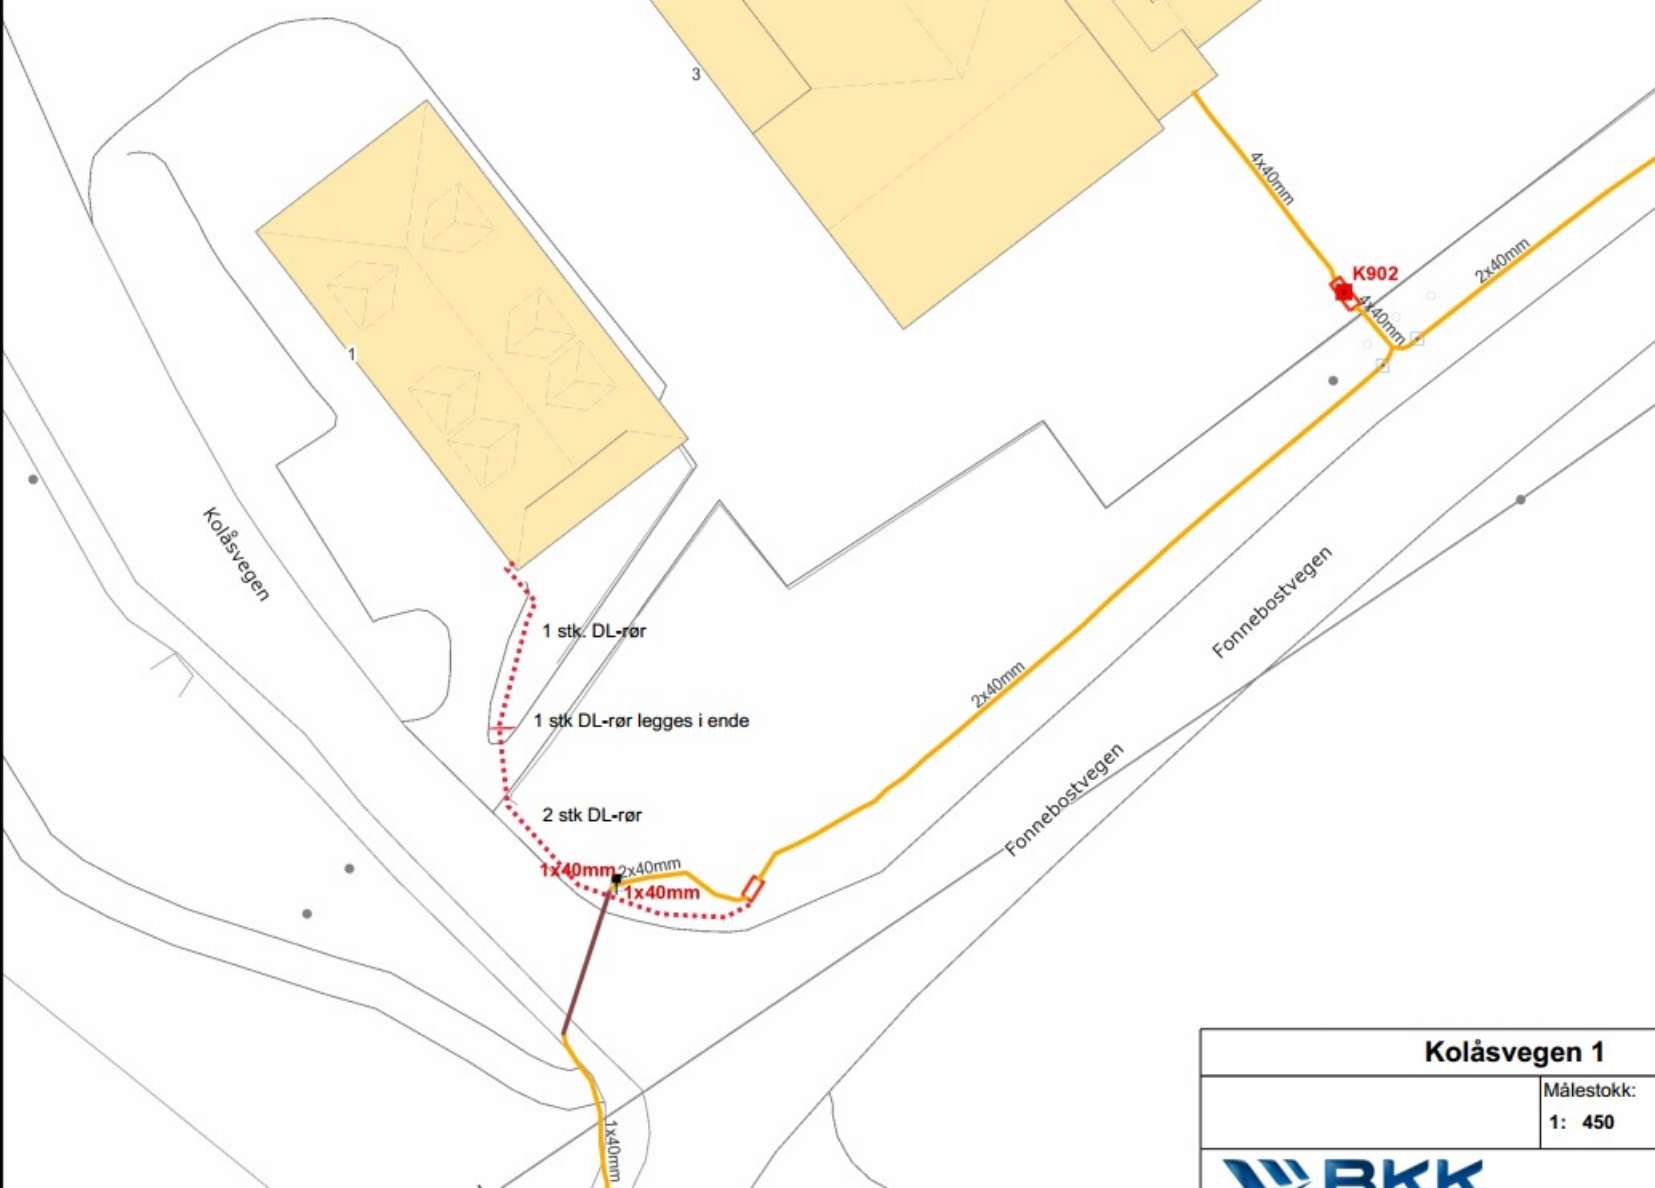 3
4x40mm
K902
4x40mm
2x40mm
1
Kolåsvegen
Fonnebostvegen
1 stk. DL-rør
2x40mm
1 stk DL-rør legges i ende
Fonnebostvegen
2 stk DL-rør
1x40mm
2x40mm
1x40mm
1x40mm
Kolåsvegen 1
Målestokk:
1: 450
BKK